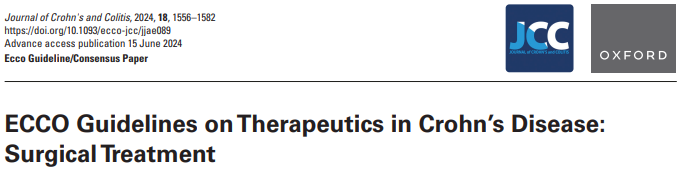 Journal of Crohn's and Colitis, 2024, 18, 1556–1582
https://doi.org/10.1093/ecco-jcc/jjae089
Advance access publication 15 June 2024
Ecco Guideline/Consensus Paper
JCC
JOURNAL of CROHN'S and COLITIS
OXFORD
ECCO Guidelines on Therapeutics in Crohn's Disease:
Surgical Treatment